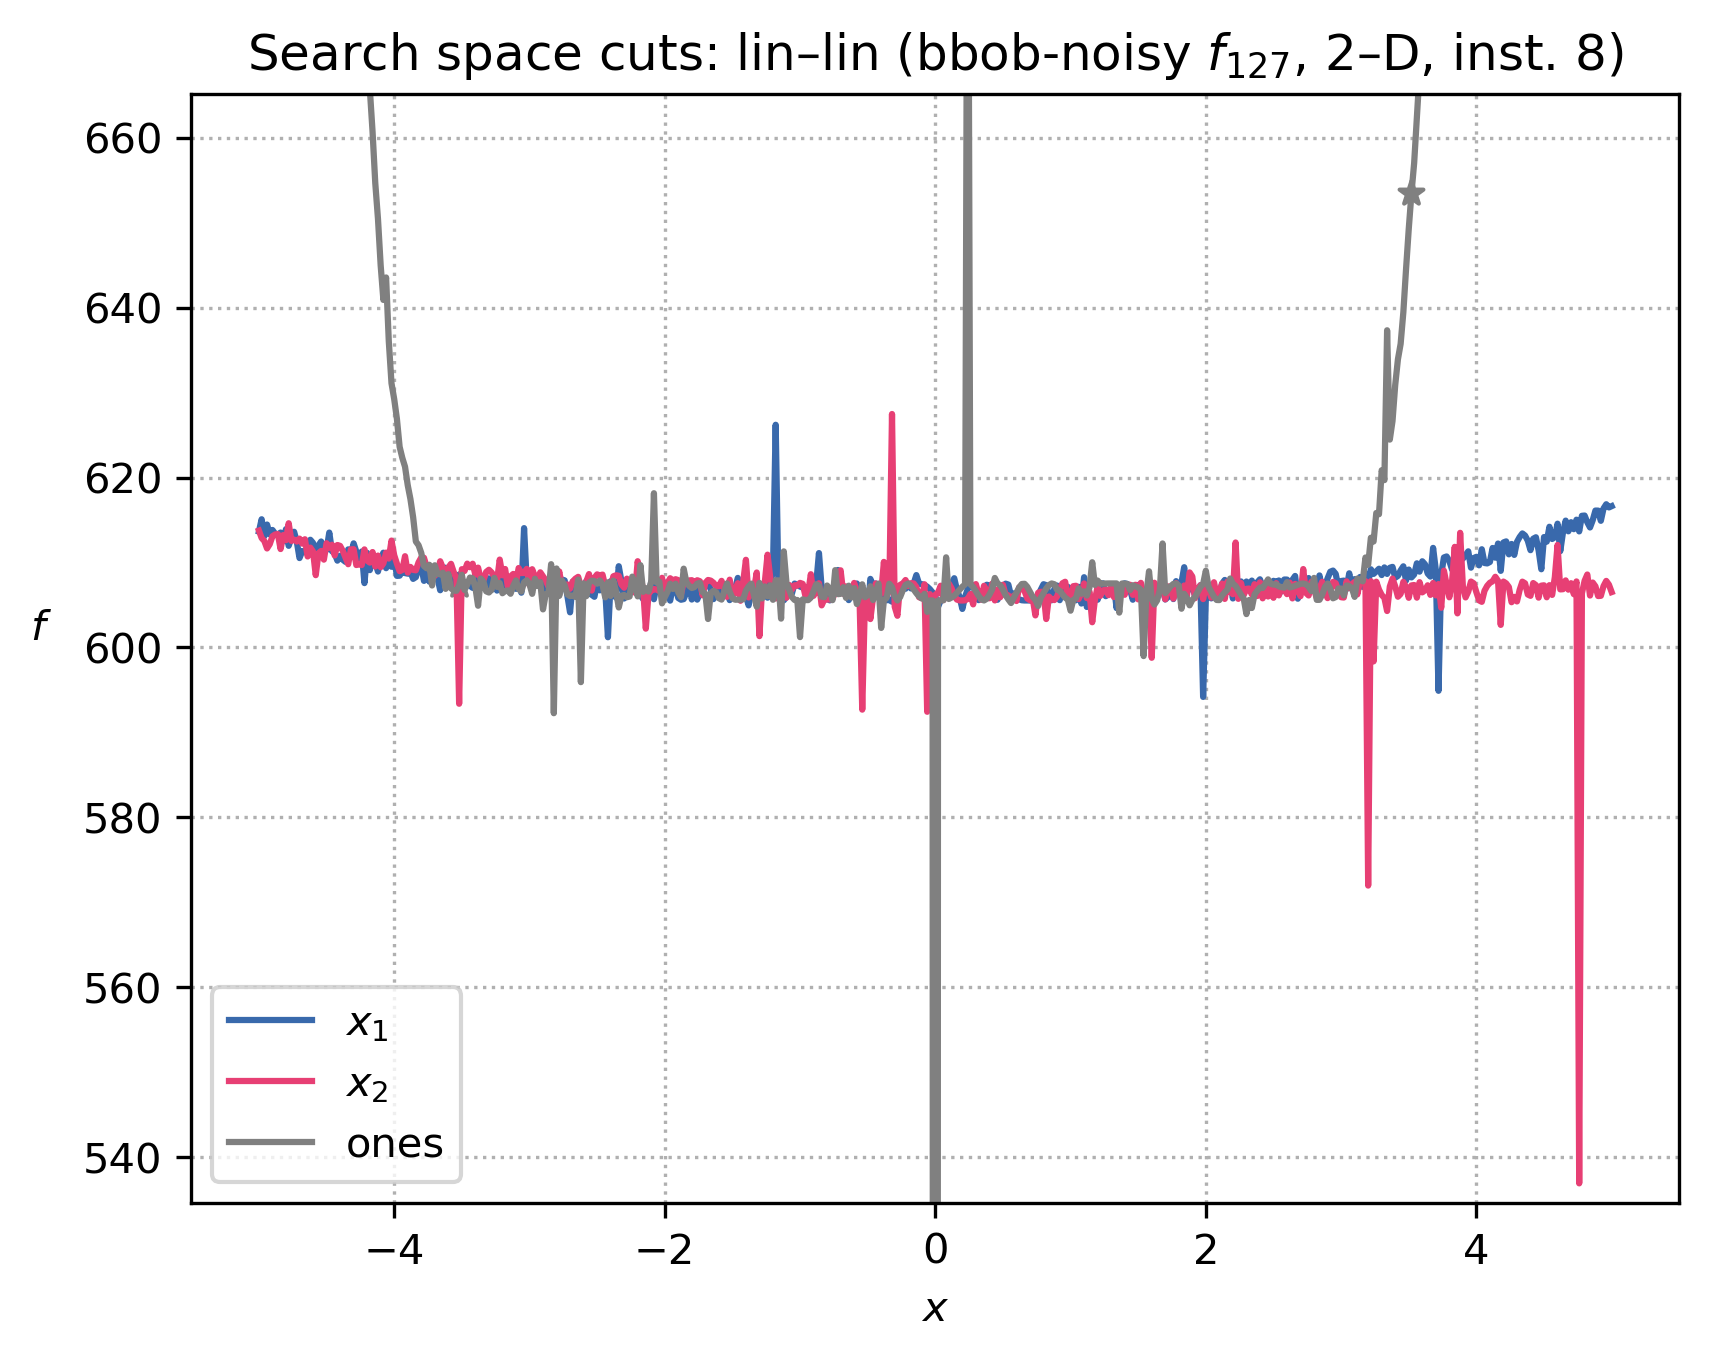 Search space cuts: lin–lin (bbob-noisy f₁₂₇, 2–D, inst. 8)
660
640
620
600
580
560
540
f
x₁
x₂
ones
−4
−2
0
2
4
x